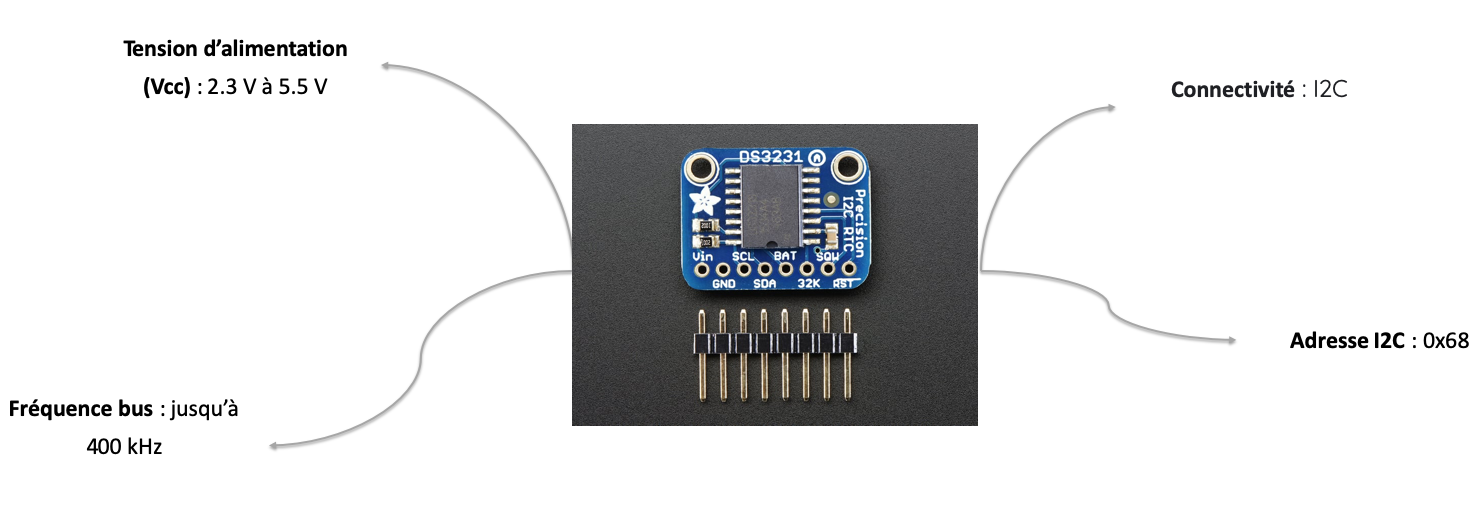 Tension d’alimentation
(Vcc) : 2.3 V à 5.5 V
Connectivité : I2C
DS3231
Precision
I2C RTC
Vin SCL BAT SQW
GND SDA 32K RST
Adresse I2C : 0x68
Fréquence bus : jusqu’à
400 kHz